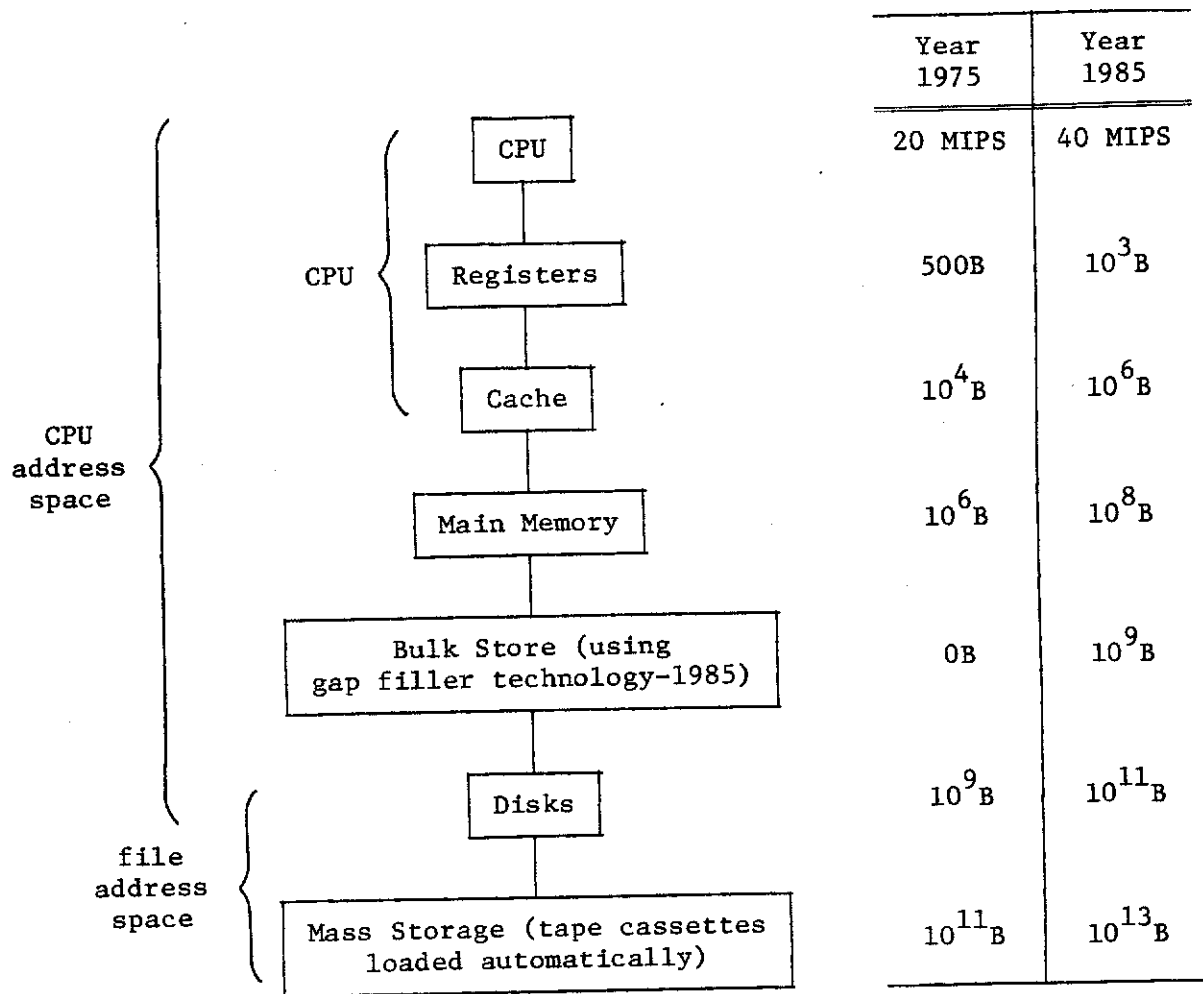 Year Year
1975 1985
CPU 20 MIPS 40 MIPS
CPU Registers 500B 10^3B
Cache 10^4B 10^6B
CPU
address
space
Main Memory 10^6B 10^8B
Bulk Store (using
gap filler technology-1985) 0B 10^9B
Disks 10^9B 10^11B
file
address
space
Mass Storage (tape cassettes
loaded automatically) 10^11B 10^13B